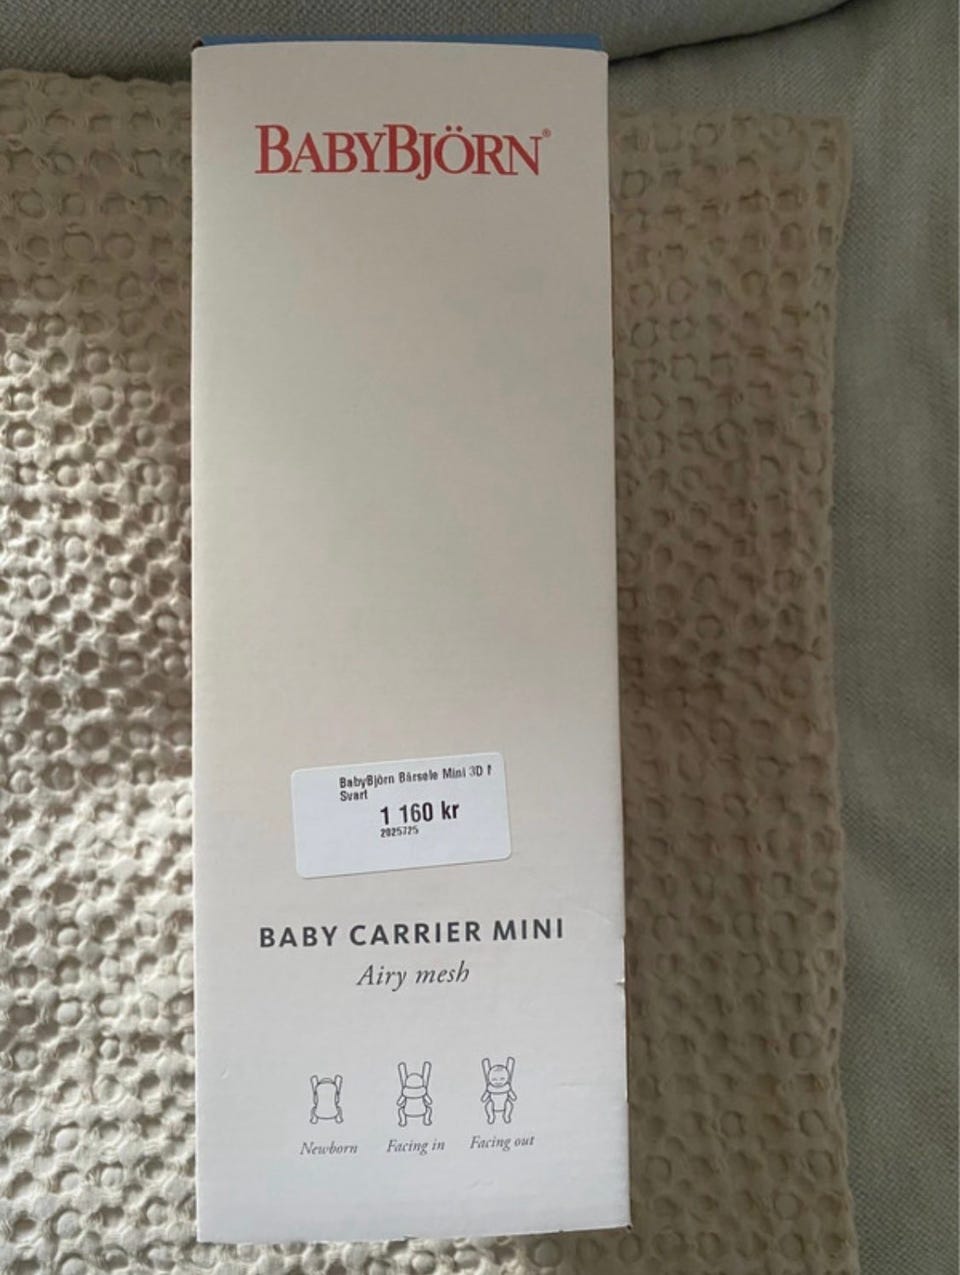 BABYBJÖRN®
BabyBjörn Bärsele Mini 3D
Svart
1 160 kr
2025725
BABY CARRIER MINI
Airy mesh
Newborn Facing in Facing out